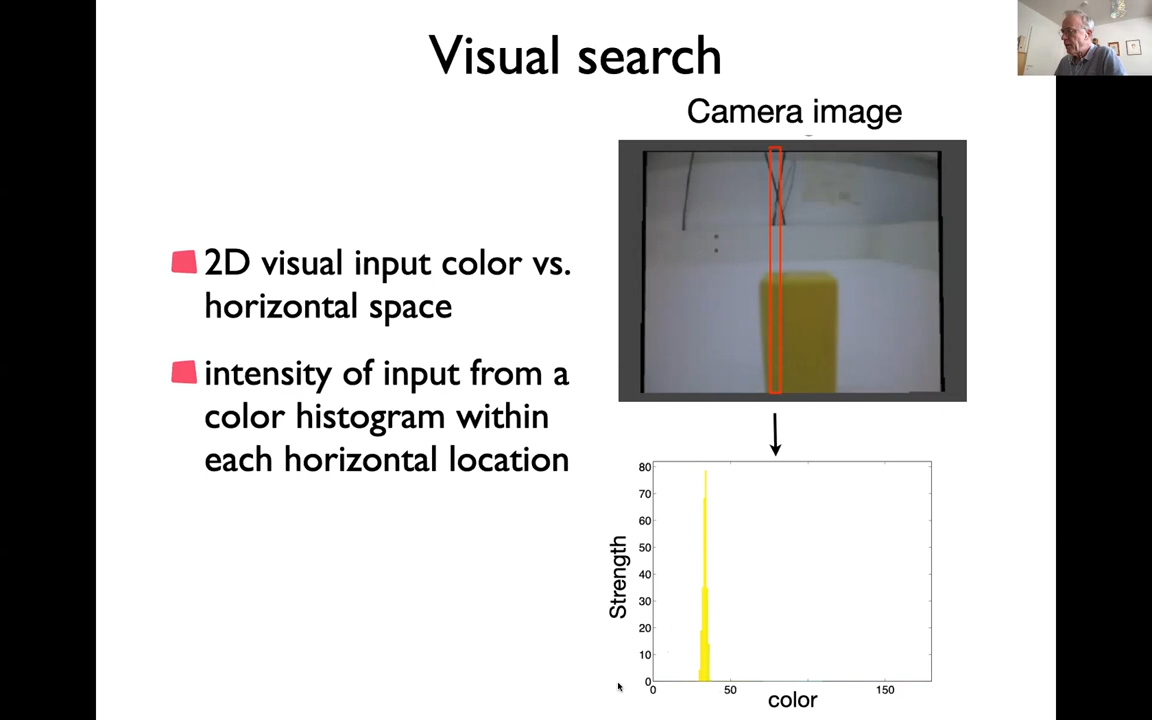 Visual search
Camera image
2D visual input color vs.
horizontal space
intensity of input from a
color histogram within
each horizontal location
80
70
60
50
40
30
20
10
0
Strength
0 50 150
color